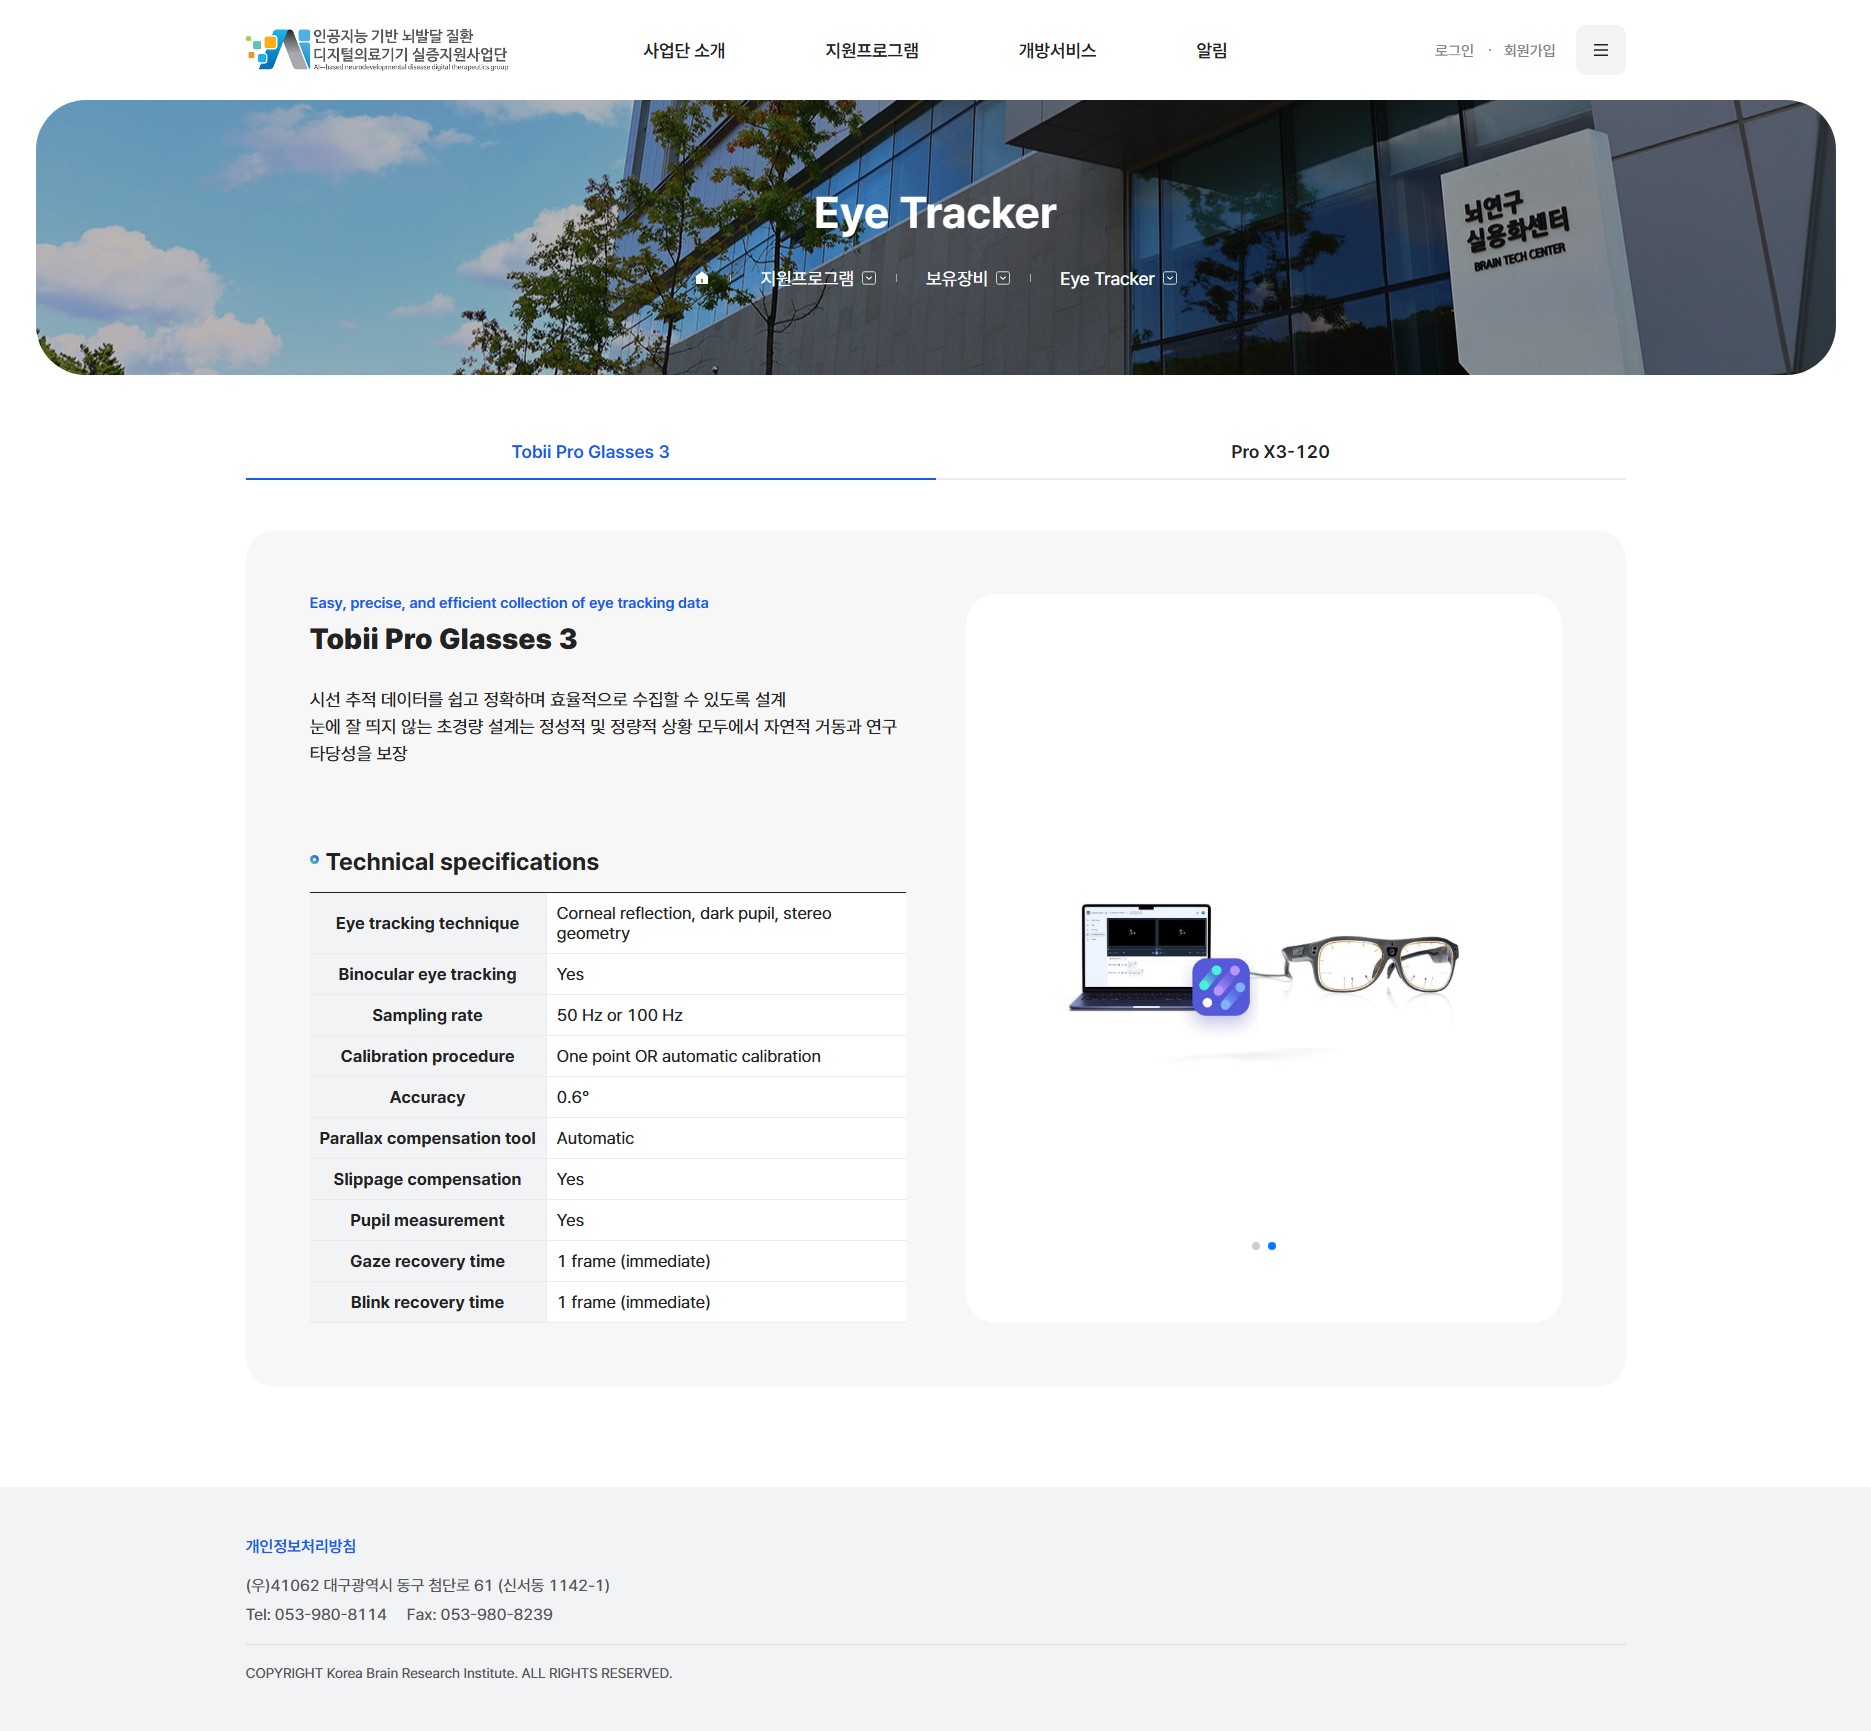 인공지능 기반 뇌발달 질환
디지털의료기기 실증지원사업단
AI-based neurodevelopmental disease digital therapeutics group
사업단 소개
지원프로그램
개방서비스
알림
로그인 · 회원가입
뇌연구
실용화센터
BRAIN TECH CENTER
Eye Tracker
지원프로그램
보유장비
Eye Tracker
Tobii Pro Glasses 3
Pro X3-120
Easy, precise, and efficient collection of eye tracking data
Tobii Pro Glasses 3
시선 추적 데이터를 쉽고 정확하며 효율적으로 수집할 수 있도록 설계
눈에 잘 띄지 않는 초경량 설계는 정성적 및 정량적 상황 모두에서 자연적 거동과 연구
타당성을 보장
Technical specifications
Eye tracking technique
Corneal reflection, dark pupil, stereo
geometry
Binocular eye tracking
Yes
Sampling rate
50 Hz or 100 Hz
Calibration procedure
One point OR automatic calibration
Accuracy
0.6°
Parallax compensation tool
Automatic
Slippage compensation
Yes
Pupil measurement
Yes
Gaze recovery time
1 frame (immediate)
Blink recovery time
1 frame (immediate)
개인정보처리방침
(우)41062 대구광역시 동구 첨단로 61 (신서동 1142-1)
Tel: 053-980-8114 Fax: 053-980-8239
COPYRIGHT Korea Brain Research Institute. ALL RIGHTS RESERVED.